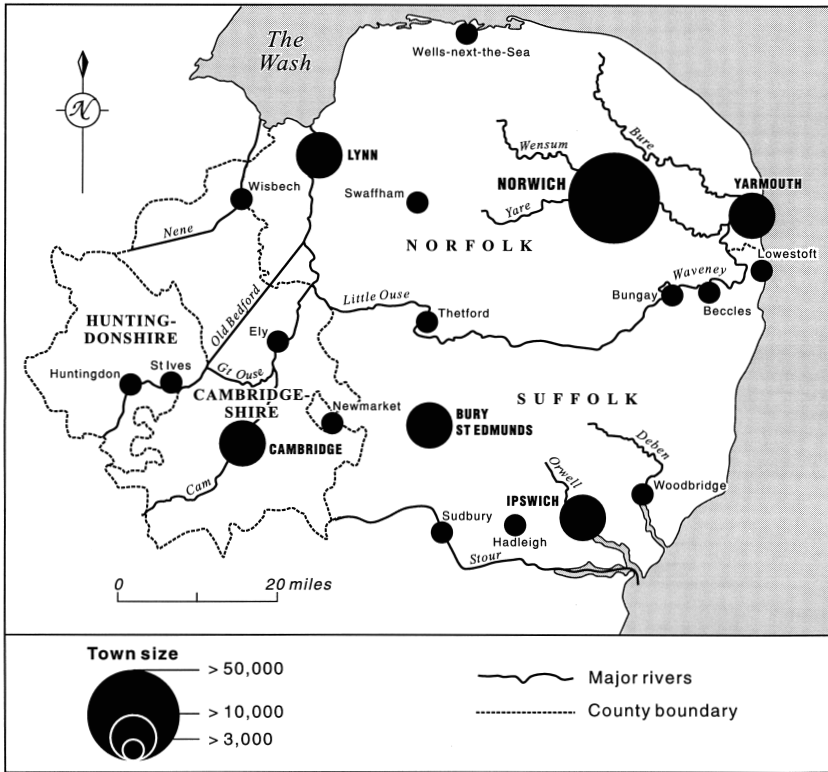 The
Wash
Wells-next-the-Sea
N
Wensum
Bure
LYNN
NORWICH
YARMOUTH
Wisbech
Swaffham
Yare
Nene
NORFOLK
Lowestoft
Waveney
Old Bedford
Little Ouse
Bungay
Beccles
HUNTING-
DONSHIRE
Ely
Thetford
St Ives
Gt Ouse
Huntingdon
CAMBRIDGE-
SHIRE
Newmarket
SUFFOLK
BURY
ST EDMUNDS
CAMBRIDGE
Deben
Orwell
Cam
Woodbridge
IPSWICH
Sudbury
Hadleigh
Stour
0 20 miles
Town size
> 50,000
> 10,000
> 3,000
Major rivers
County boundary